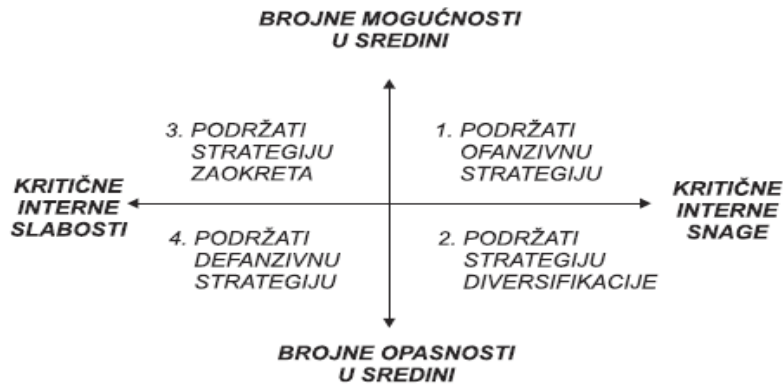 BROJNE MOGUĆNOSTI
U SREDINI
3. PODRŽATI
STRATEGIJU
ZAOKRETA
1. PODRŽATI
OFANZIVNU
STRATEGIJU
KRITIČNE
INTERNE
SLABOSTI
KRITIČNE
INTERNE
SNAGE
4. PODRŽATI
DEFANZIVNU
STRATEGIJU
2. PODRŽATI
STRATEGIJU
DIVERSIFIKACIJE
BROJNE OPASNOSTI
U SREDINI